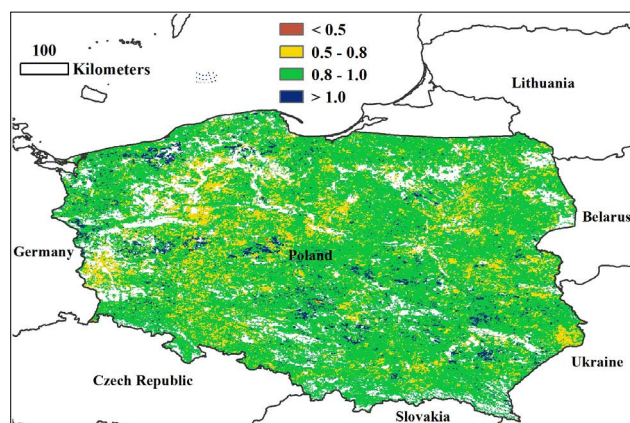 < 0.5
0.5 - 0.8
0.8 - 1.0
> 1.0
100
Kilometers
Lithuania
Belarus
Germany
Poland
Ukraine
Czech Republic
Slovakia